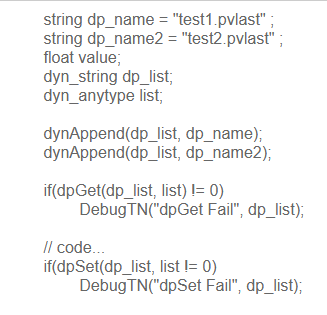 string dp_name = "test1.pvlast" ;
string dp_name2 = "test2.pvlast" ;
float value;
dyn_string dp_list;
dyn_anytype list;

dynAppend(dp_list, dp_name);
dynAppend(dp_list, dp_name2);

if(dpGet(dp_list, list) != 0)
DebugTN("dpGet Fail", dp_list);

// code...
if(dpSet(dp_list, list != 0)
DebugTN("dpSet Fail", dp_list);